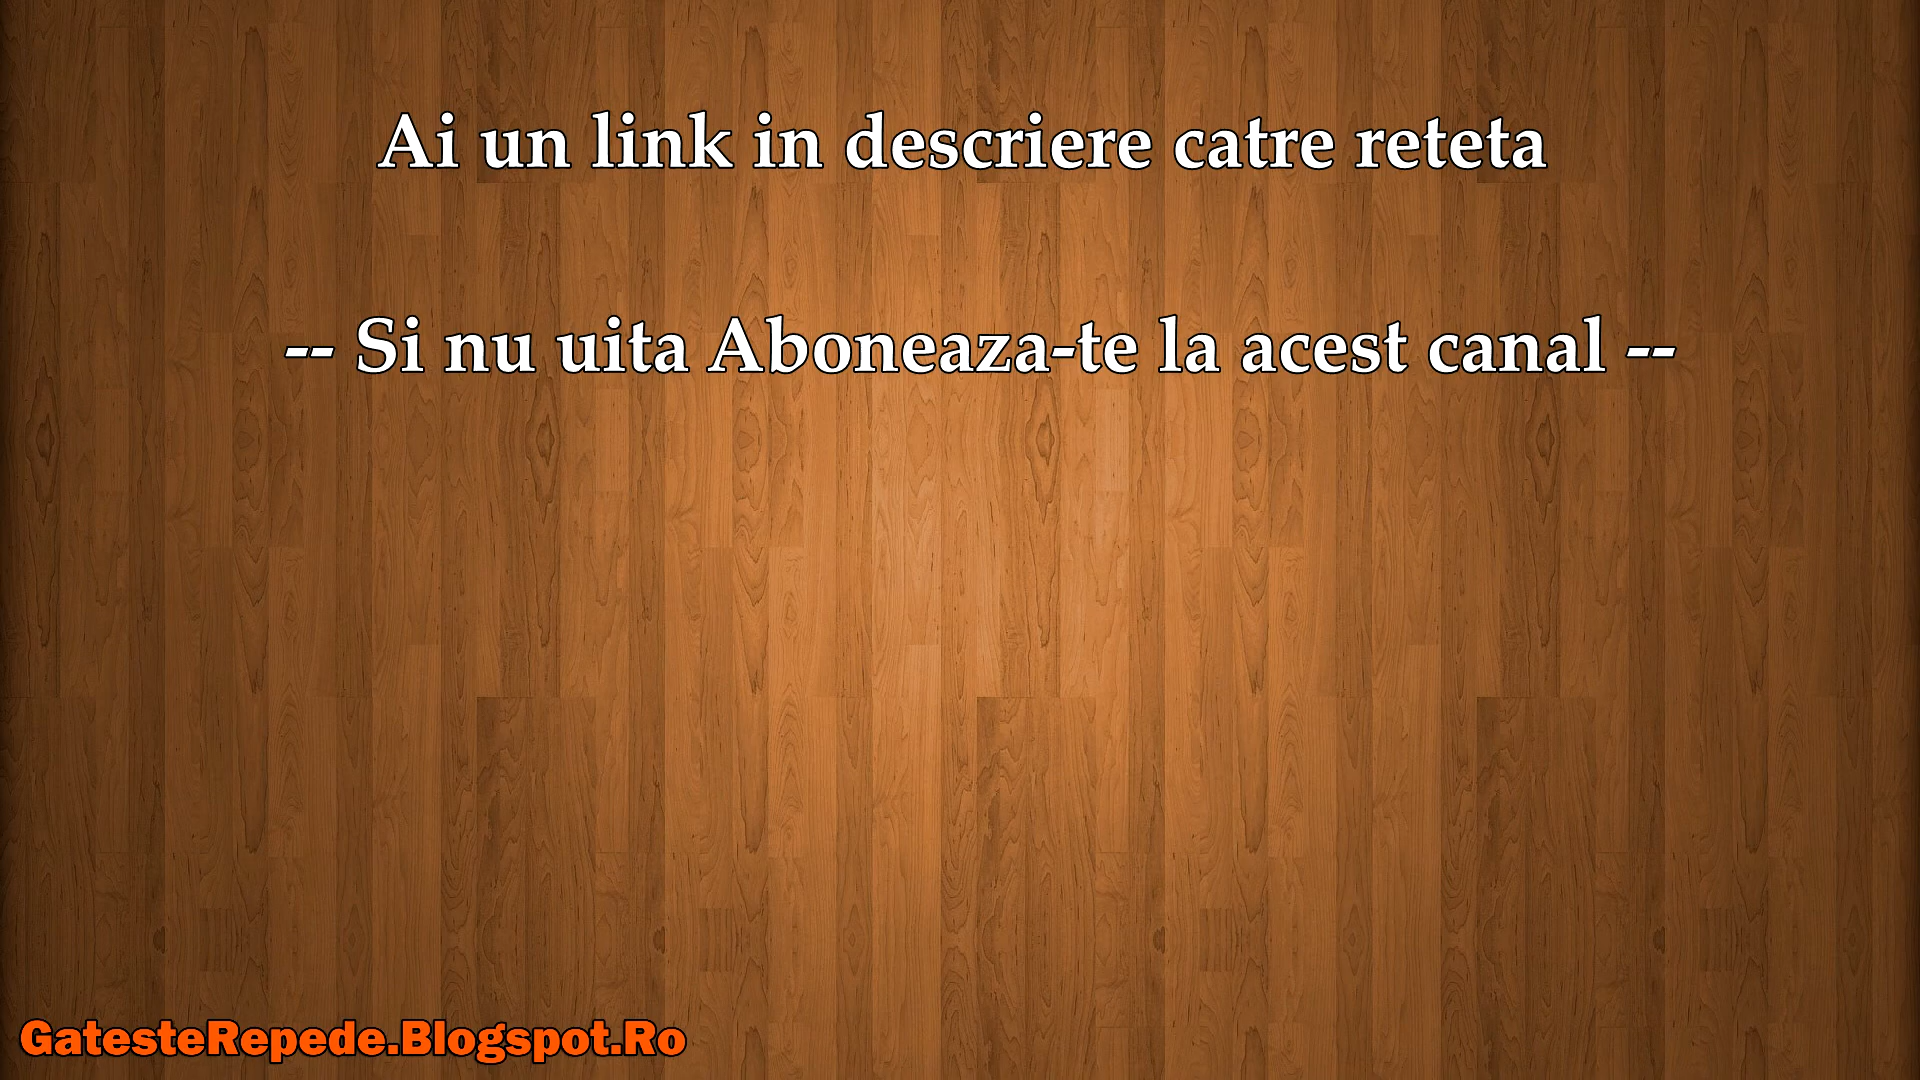 Ai un link in descriere catre reteta
-- Si nu uita Aboneaza-te la acest canal --
GatesteRepede.Blogspot.Ro